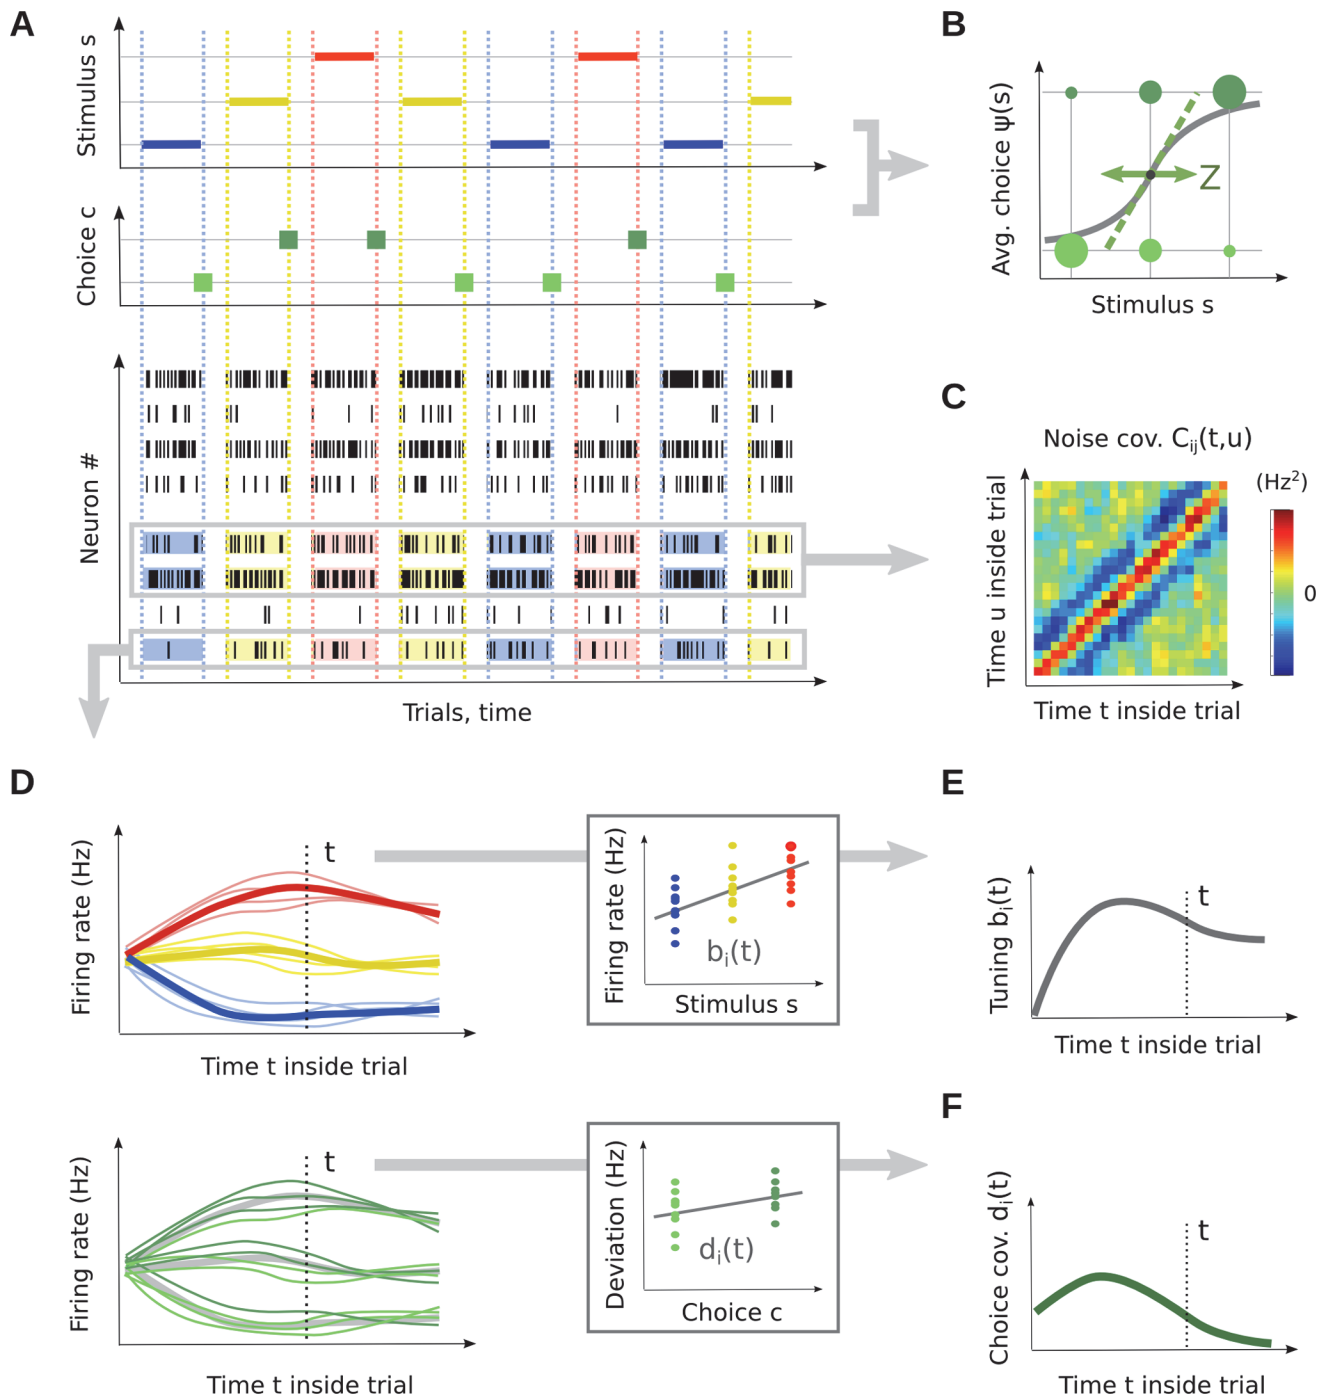 A
Stimulus s
Choice c
Neuron #
Trials, time
B
Avg. choice ψ(s)
Z
Stimulus s
C
Noise cov. Cij(t,u)
(Hz²)
Time u inside trial
0
Time t inside trial
D
Firing rate (Hz)
t
Time t inside trial
Firing rate (Hz)
bi(t)
Stimulus s
E
Tuning bi(t)
t
Time t inside trial
Firing rate (Hz)
t
Time t inside trial
Deviation (Hz)
di(t)
Choice c
F
Choice cov. di(t)
t
Time t inside trial